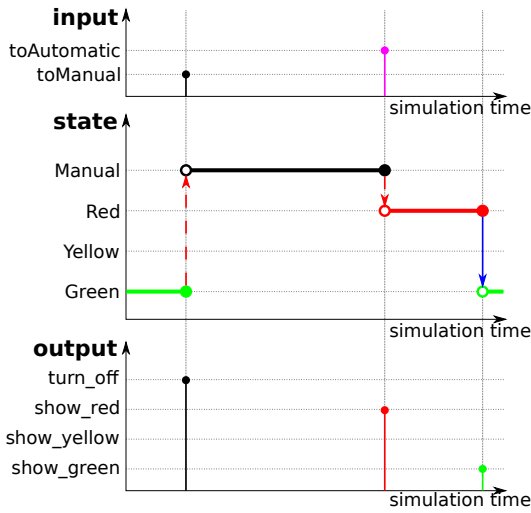 input
toAutomatic
toManual
simulation time
state
Manual
Red
Yellow
Green
simulation time
output
turn_off
show_red
show_yellow
show_green
simulation time